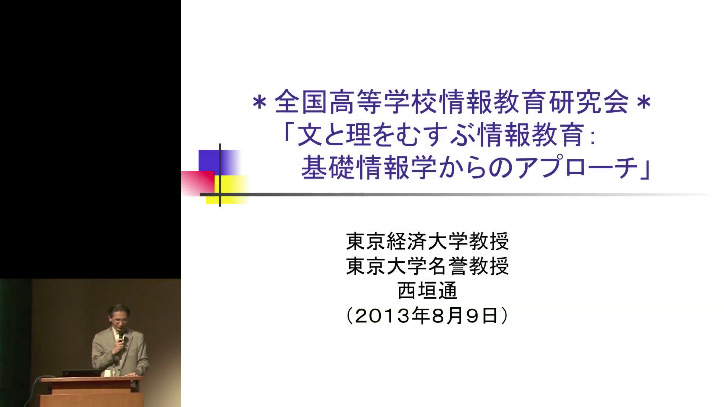 ＊全国高等学校情報教育研究会＊
「文と理をむすぶ情報教育：
基礎情報学からのアプローチ」
東京経済大学教授
東京大学名誉教授
西垣通
（２０１３年８月９日）